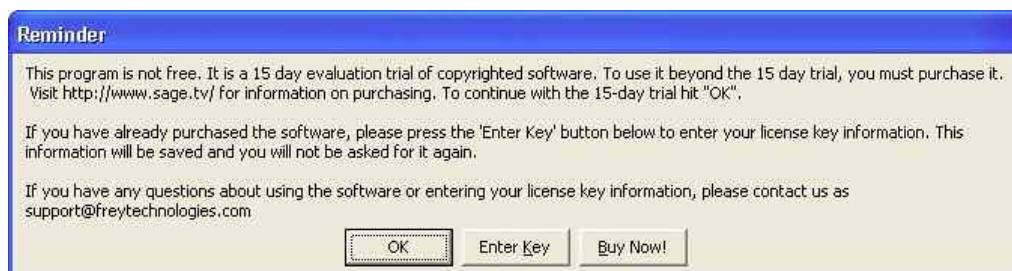 Reminder
This program is not free. It is a 15 day evaluation trial of copyrighted software. To use it beyond the 15 day trial, you must purchase it.
Visit http://www.sage.tv/ for information on purchasing. To continue with the 15-day trial hit "OK".
If you have already purchased the software, please press the 'Enter Key' button below to enter your license key information. This
information will be saved and you will not be asked for it again.
If you have any questions about using the software or entering your license key information, please contact us as
support@freytechnologies.com
OK Enter Key Buy Now!